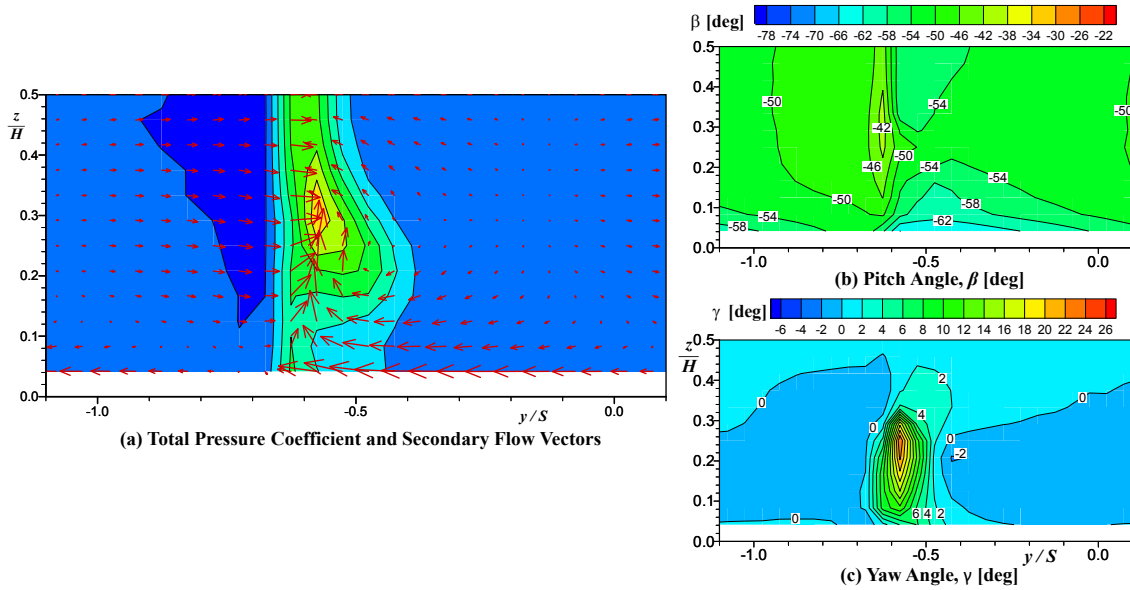 0.5
z
H
0.4
0.3
0.2
0.1
0.0
-1.0 -0.5 y / S 0.0
(a) Total Pressure Coefficient and Secondary Flow Vectors
β [deg]
-78 -74 -70 -66 -62 -58 -54 -50 -46 -42 -38 -34 -30 -26 -22
0.5
z
H
0.4
0.3
0.2
0.1
0.0
-50
-42
-46
-50
-54
-54
-50
-54
-58
-54
-58
-62
-50
-1.0 -0.5 0.0
(b) Pitch Angle, β [deg]
γ [deg]
-6 -4 -2 0 2 4 6 8 10 12 14 16 18 20 22 24 26
0.5
z
H
0.4
0.3
0.2
0.1
0.0
0
2
4
0
0
-2
0
0
6 4 2
-1.0 -0.5 y / S 0.0
(c) Yaw Angle, γ [deg]